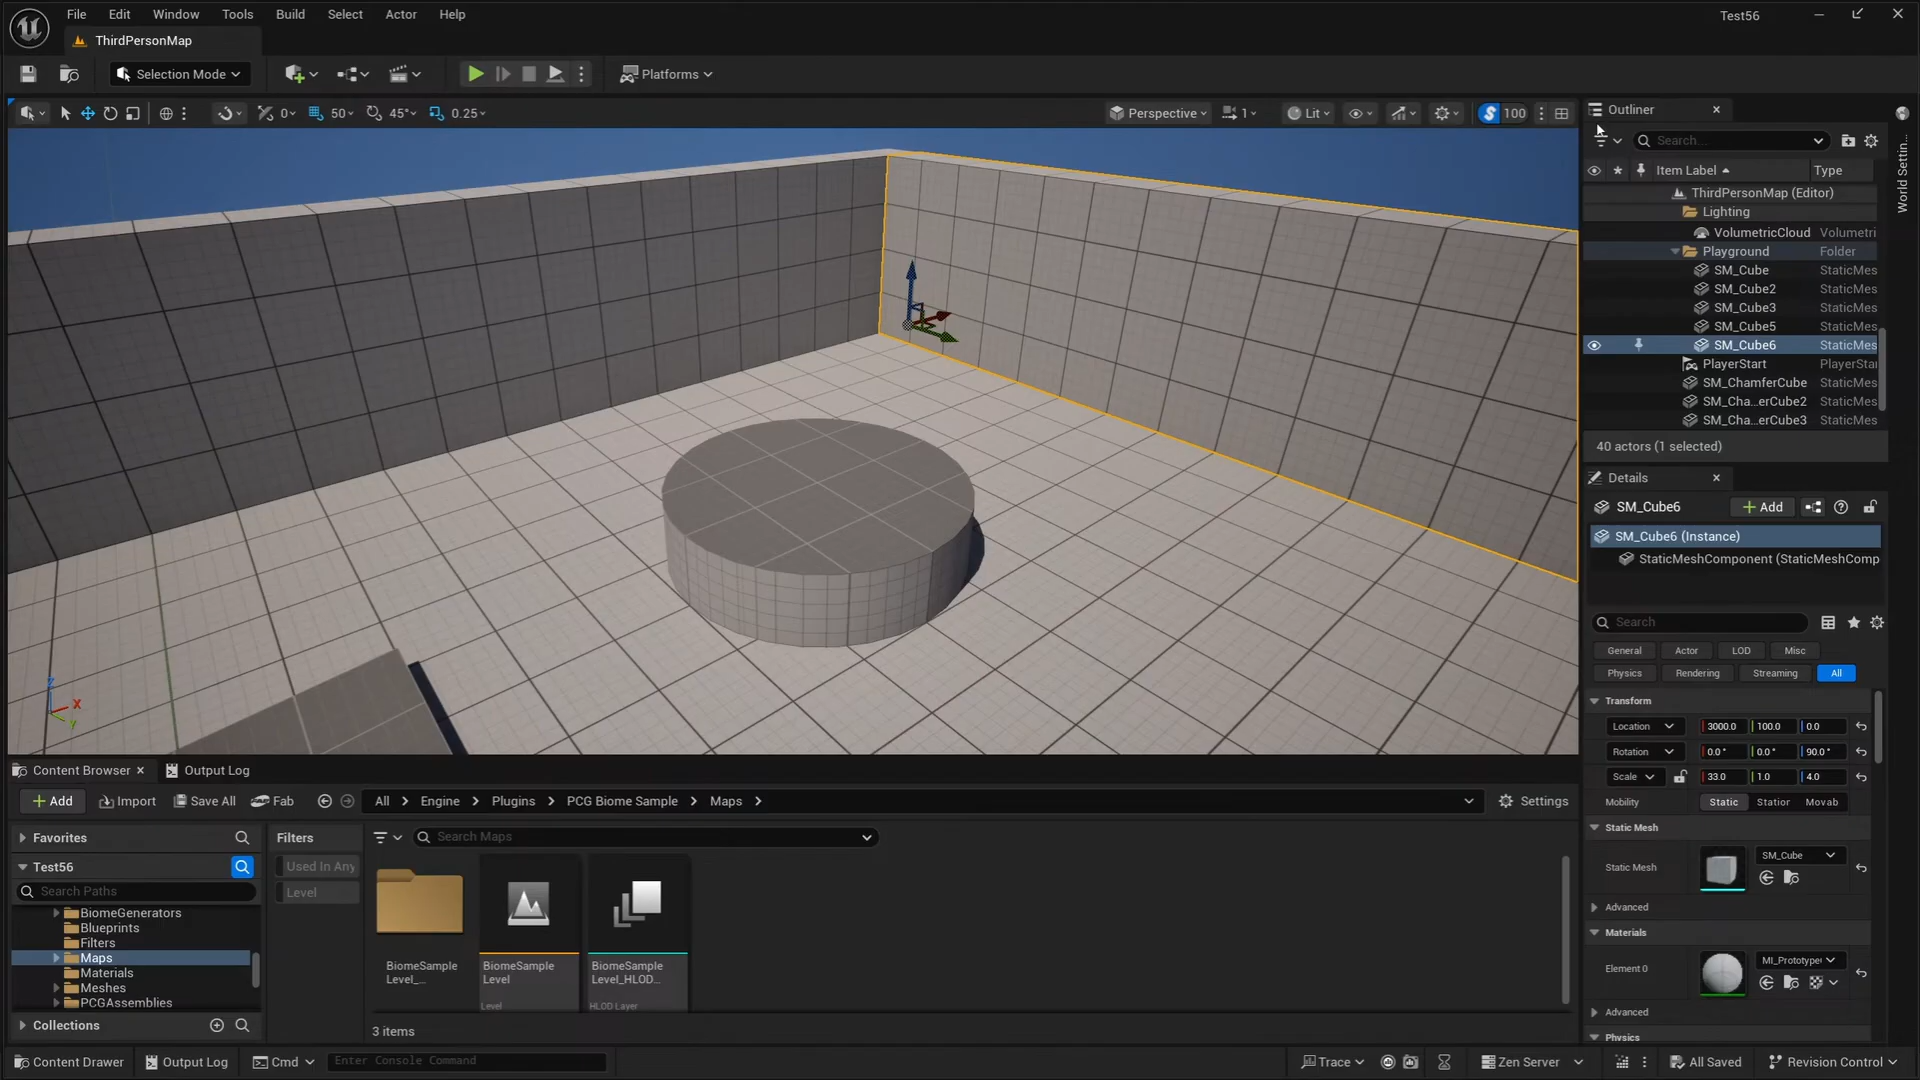 File Edit Window Tools Build Select Actor Help
Test56
ThirdPersonMap
Selection Mode
Platforms
0 50 45° 0.25
Perspective 1 Lit 100
Outliner
Search...
Item Label Type
ThirdPersonMap (Editor)
Lighting
VolumetricCloud Volumetri
Playground Folder
SM_Cube StaticMes
SM_Cube2 StaticMes
SM_Cube3 StaticMes
SM_Cube5 StaticMes
SM_Cube6 StaticMes
PlayerStart PlayerStar
SM_ChamferCube StaticMes
SM_Cha...erCube2 StaticMes
SM_Cha...erCube3 StaticMes
40 actors (1 selected)
World Settin...
Details
SM_Cube6 Add
SM_Cube6 (Instance)
StaticMeshComponent (StaticMeshComp
Search
General Actor LOD Misc
Physics Rendering Streaming All
Transform
Location 3000.0 100.0 0.0
Rotation 0.0° 0.0° 90.0°
Scale 33.0 1.0 4.0
Mobility Static Statior Movab
Static Mesh
Static Mesh SM_Cube
Advanced
Materials
Element 0 MI_Prototype
Advanced
Physics
Z X Y
Content Browser Output Log
Add Import Save All Fab All Engine Plugins PCG Biome Sample Maps Settings
Favorites
Test56
Search Paths
BiomeGenerators
Blueprints
Filters
Maps
Materials
Meshes
PCGAssemblies
Collections
Filters
Used In Any
Level
Search Maps
BiomeSample
Level_...
BiomeSample
Level
Level
BiomeSample
Level_HLOD...
HLOD Layer
3 items
Content Drawer Output Log Cmd Enter Console Command Trace Zen Server All Saved Revision Control